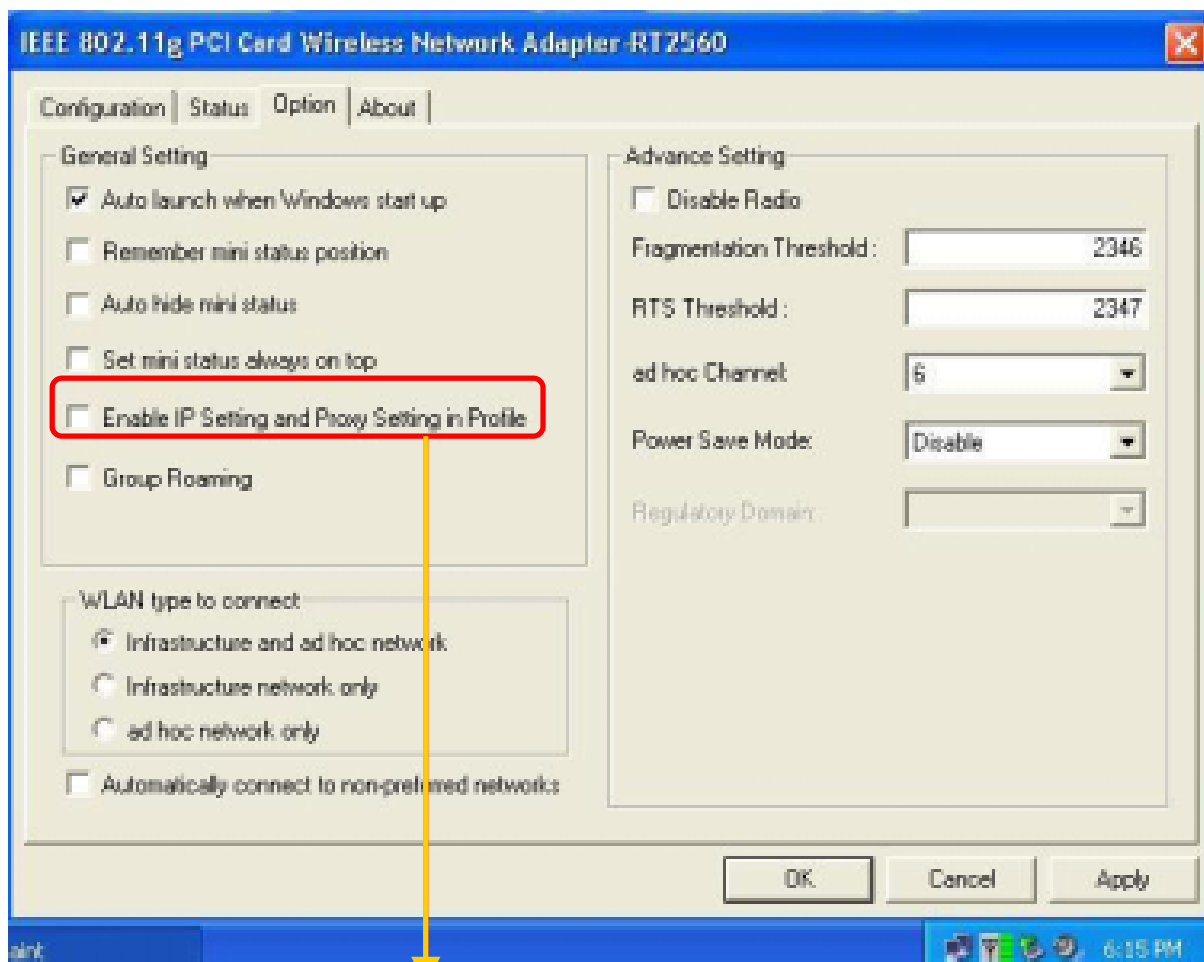 IEEE 802.11g PCI Card Wireless Network Adapter-RT2560
Configuration
Status
Option
About
General Setting
Auto launch when Windows start up
Remember mini status position
Auto hide mini status
Set mini status always on top
Enable IP Setting and Proxy Setting in Profile
Group Roaming
WLAN type to connect
Infrastructure and ad hoc network
Infrastructure network only
ad hoc network only
Automatically connect to non-preferred networks
Advance Setting
Disable Radio
Fragmentation Threshold : 2346
RTS Threshold : 2347
ad hoc Channel: 6
Power Save Mode: Disable
Regulatory Domain:
OK
Cancel
Apply
aint
6:15 PM